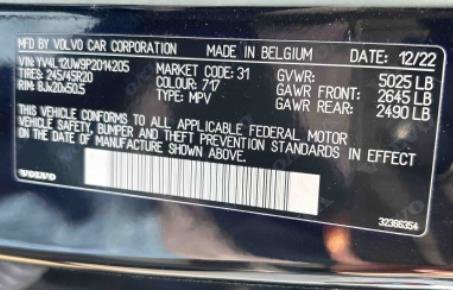 MFD BY VOLVO CAR CORPORATION MADE IN BELGIUM DATE: 12/22
VIN: YV4L12UW9P2014205 MARKET CODE: 31 GVWR: 5025 LB
TIRES: 245/45R20 COLOUR: 717 GAWR FRONT: 2645 LB
RIM: 8Jx20x50.5 TYPE: MPV GAWR REAR: 2490 LB
THIS VEHICLE CONFORMS TO ALL APPLICABLE FEDERAL MOTOR
VEHICLE SAFETY, BUMPER AND THEFT PREVENTION STANDARDS IN EFFECT
ON THE DATE OF MANUFACTURE SHOWN ABOVE.
VOLVO 32366354